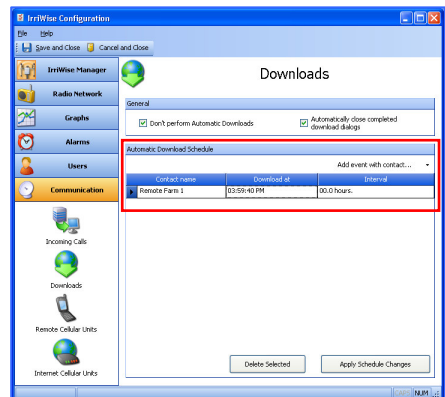 IrriWise Configuration
File Help
Save and Close Cancel and Close
IrriWise Manager
Radio Network
Graphs
Alarms
Users
Communication
Incoming Calls
Downloads
Remote Cellular Units
Internet Cellular Units
Downloads
General
Don't perform Automatic Downloads
Automatically close completed
download dialogs
Automatic Download Schedule
Add event with contact...
Contact name Download at Interval
Remote Farm 1 03:59:40 PM 00.0 hours.
Delete Selected Apply Schedule Changes
CAPS NUM